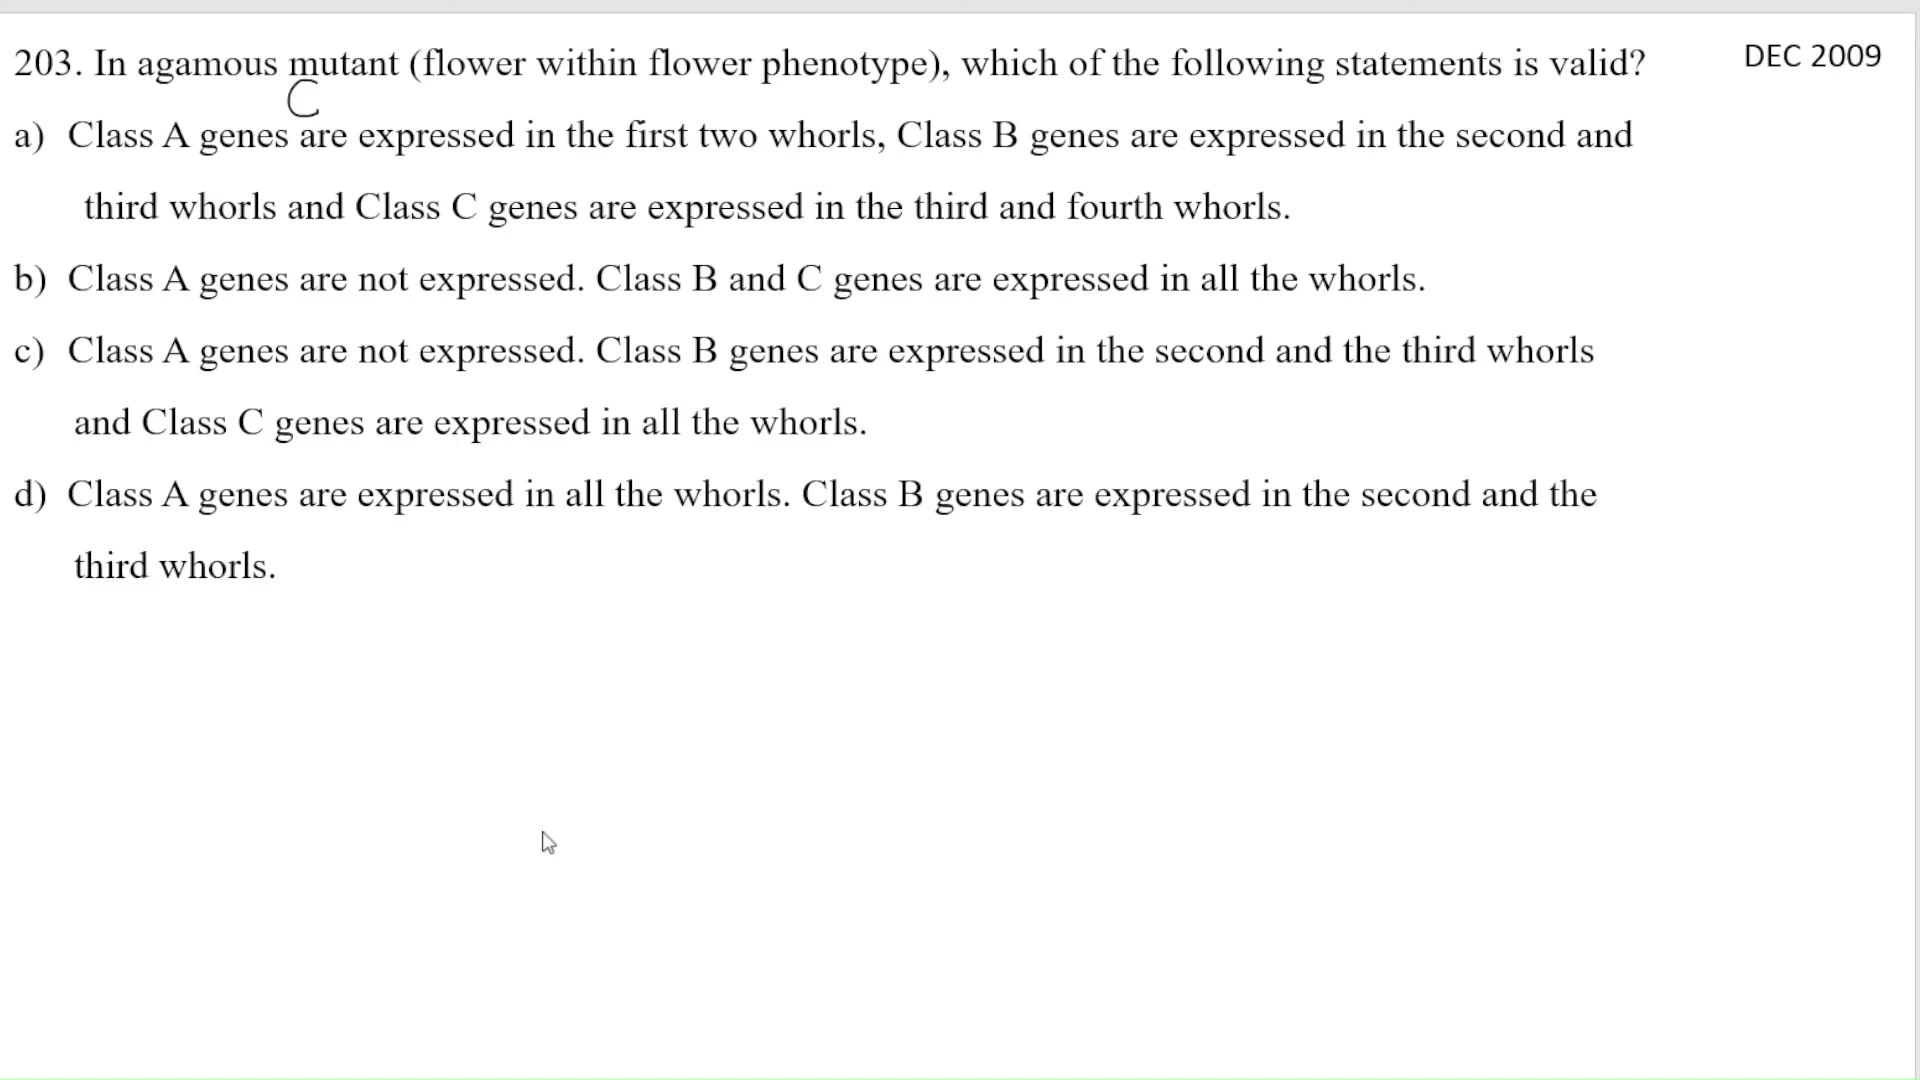 203. In agamous mutant (flower within flower phenotype), which of the following statements is valid? DEC 2009
C
a) Class A genes are expressed in the first two whorls, Class B genes are expressed in the second and
third whorls and Class C genes are expressed in the third and fourth whorls.
b) Class A genes are not expressed. Class B and C genes are expressed in all the whorls.
c) Class A genes are not expressed. Class B genes are expressed in the second and the third whorls
and Class C genes are expressed in all the whorls.
d) Class A genes are expressed in all the whorls. Class B genes are expressed in the second and the
third whorls.